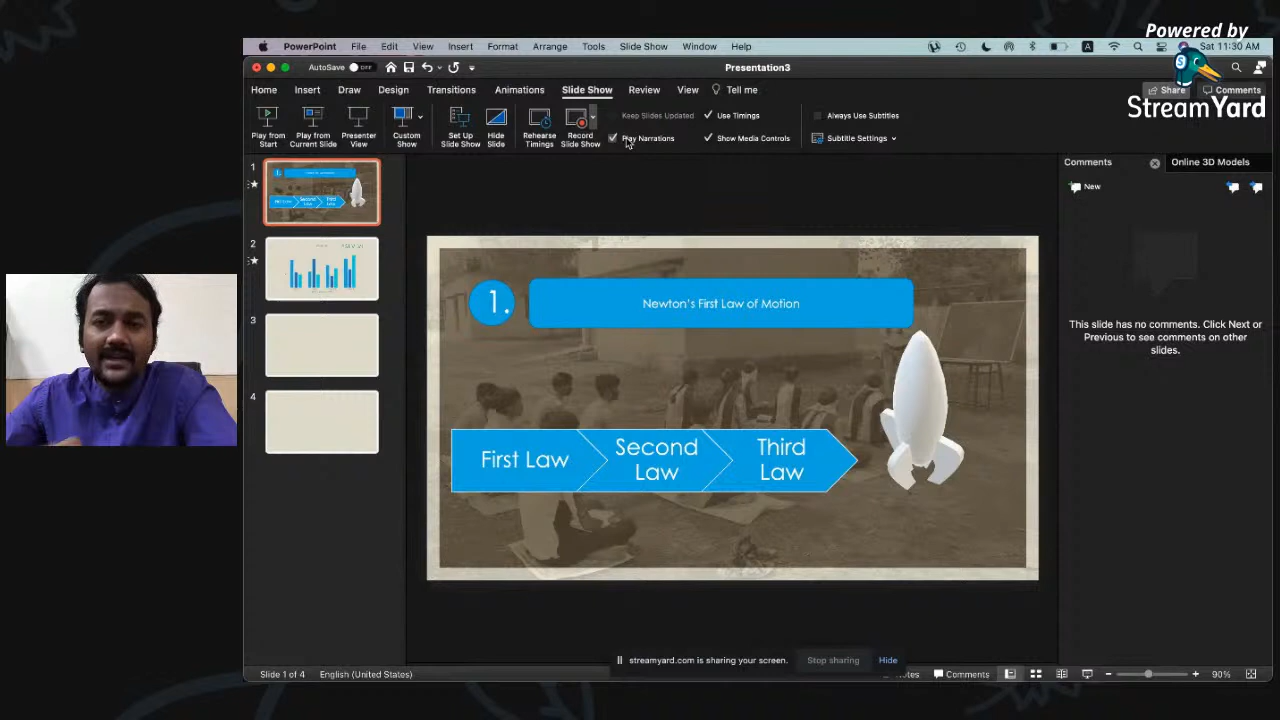 Powered by
StreamYard
PowerPoint File Edit View Insert Format Arrange Tools Slide Show Window Help
A
Sat 11:30 AM
AutoSave OFF
Presentation3
Home Insert Draw Design Transitions Animations Slide Show Review View Tell me
Share Comments
Play from Start
Play from Current Slide
Presenter View
Custom Show
Set Up Slide Show
Hide Slide
Rehearse Timings
Record Slide Show
Keep Slides Updated
Use Timings
Always Use Subtitles
Play Narrations
Show Media Controls
Subtitle Settings
Comments
Online 3D Models
New
This slide has no comments. Click Next or
Previous to see comments on other
slides.
1
2
3
4
1.
Newton's First Law of Motion
First Law
Second
Law
Third
Law
streamyard.com is sharing your screen. Stop sharing Hide
Slide 1 of 4 English (United States)
Notes Comments 90%